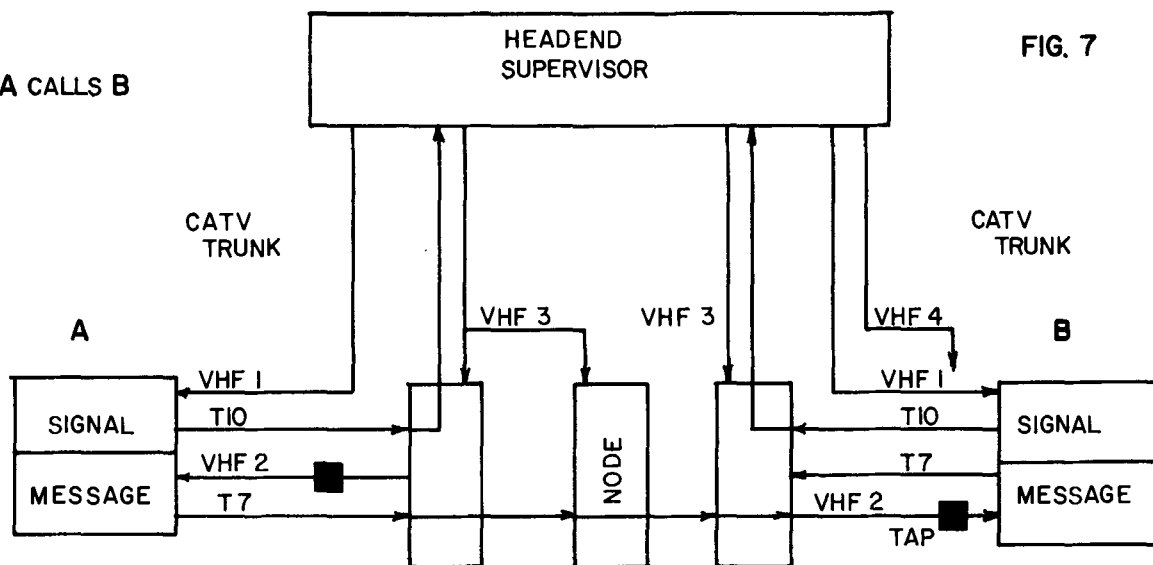 HEADEND
SUPERVISOR
FIG. 7
A CALLS B
CATV
TRUNK
CATV
TRUNK
VHF 3
VHF 3
VHF 4
A
B
VHF 1
VHF 1
SIGNAL
T10
T10
SIGNAL
VHF 2
T7
MESSAGE
T7
NODE
VHF 2
MESSAGE
TAP